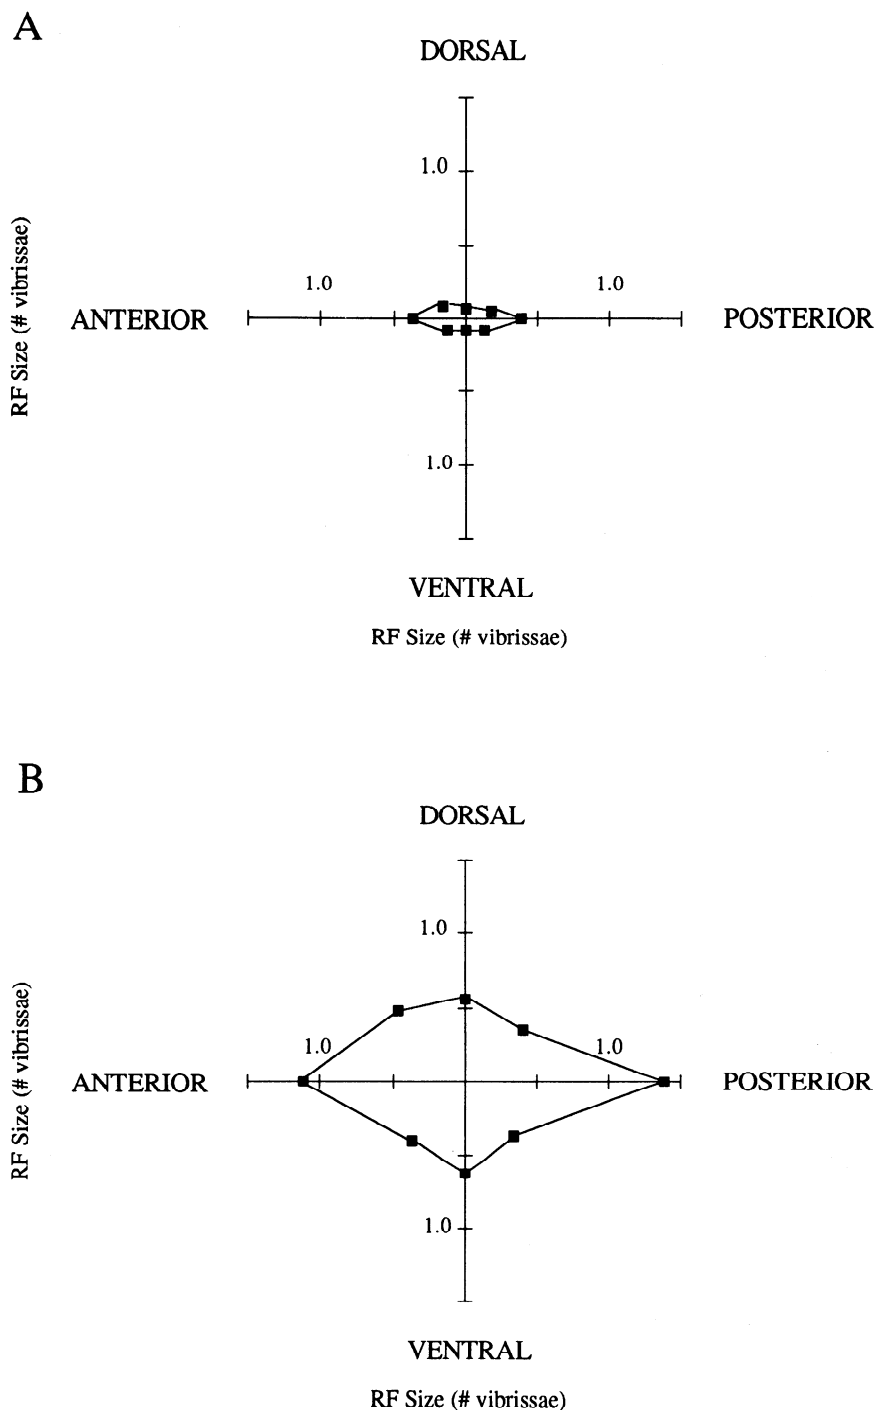 A
DORSAL
1.0
1.0
1.0
RF Size (# vibrissae)
ANTERIOR
POSTERIOR
1.0
VENTRAL
RF Size (# vibrissae)
B
DORSAL
1.0
1.0
1.0
RF Size (# vibrissae)
ANTERIOR
POSTERIOR
1.0
VENTRAL
RF Size (# vibrissae)